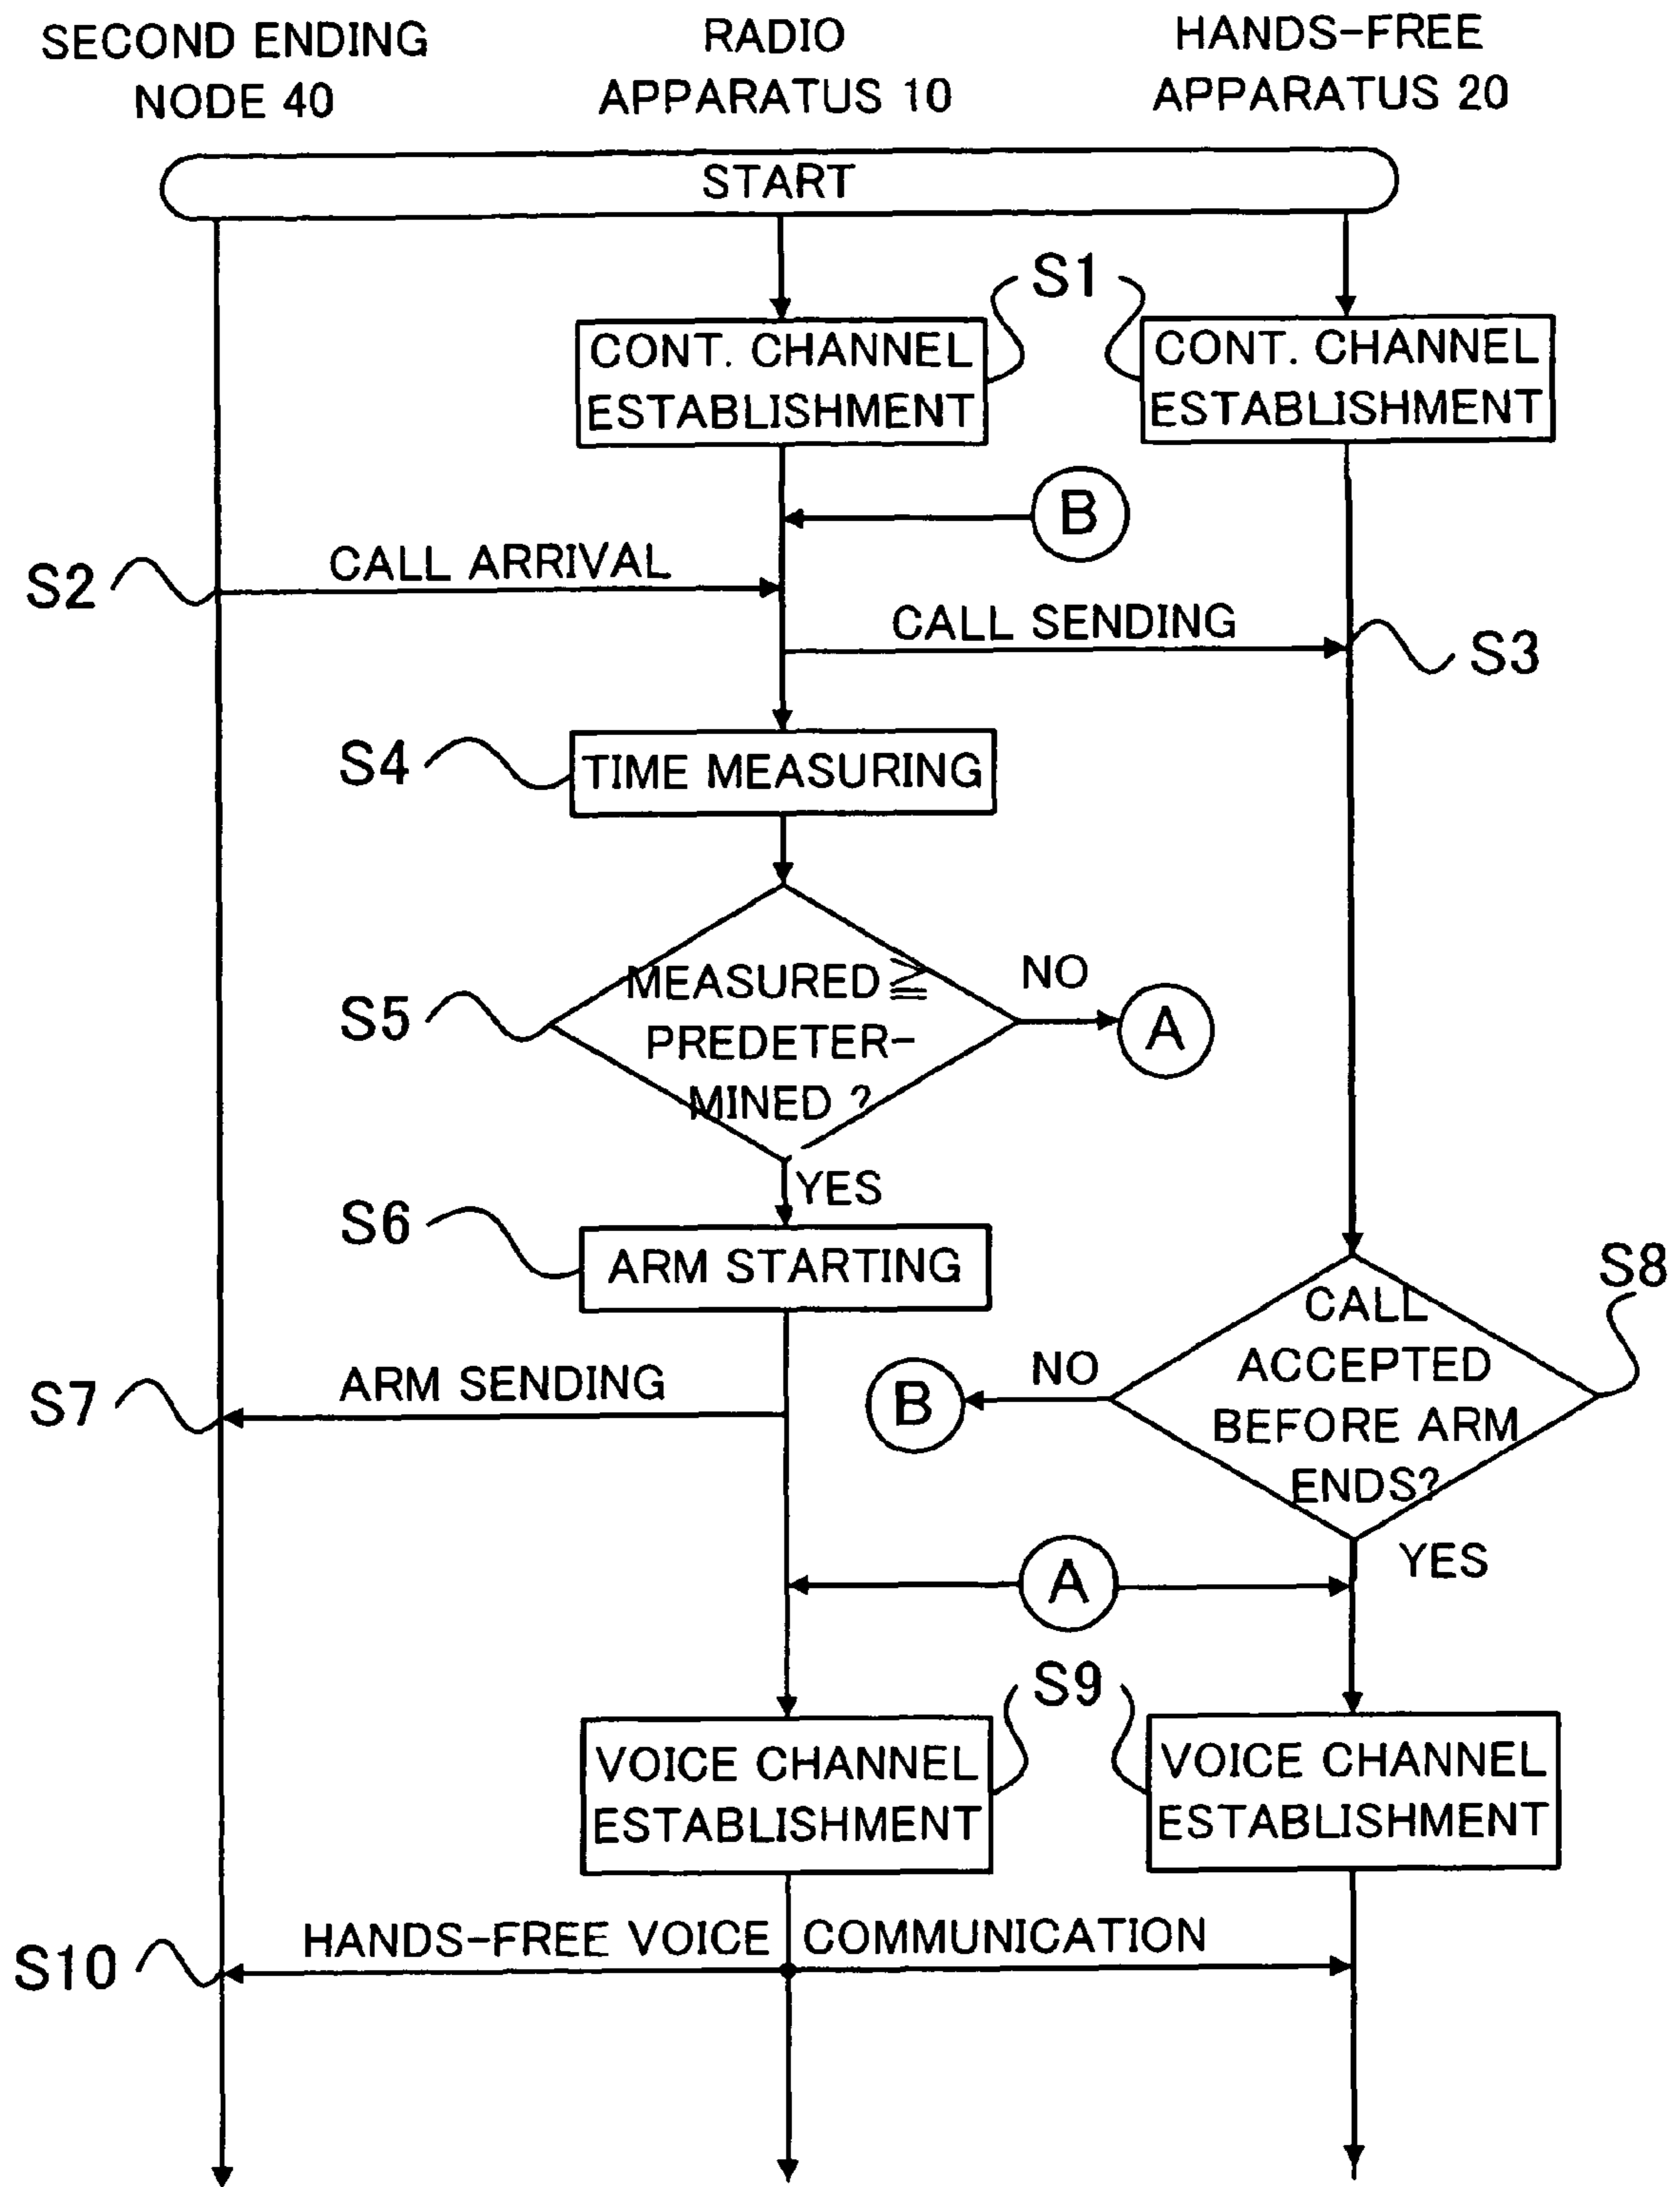 SECOND ENDING
NODE 40
RADIO
APPARATUS 10
HANDS-FREE
APPARATUS 20
START
S1
CONT. CHANNEL
ESTABLISHMENT
CONT. CHANNEL
ESTABLISHMENT
B
S2
CALL ARRIVAL
CALL SENDING
S3
S4
TIME MEASURING
S5
MEASURED ≧
PREDETER-
MINED ?
NO
A
YES
S6
ARM STARTING
S8
CALL
ACCEPTED
BEFORE ARM
ENDS?
NO
B
S7
ARM SENDING
YES
A
S9
VOICE CHANNEL
ESTABLISHMENT
VOICE CHANNEL
ESTABLISHMENT
S10
HANDS-FREE VOICE COMMUNICATION